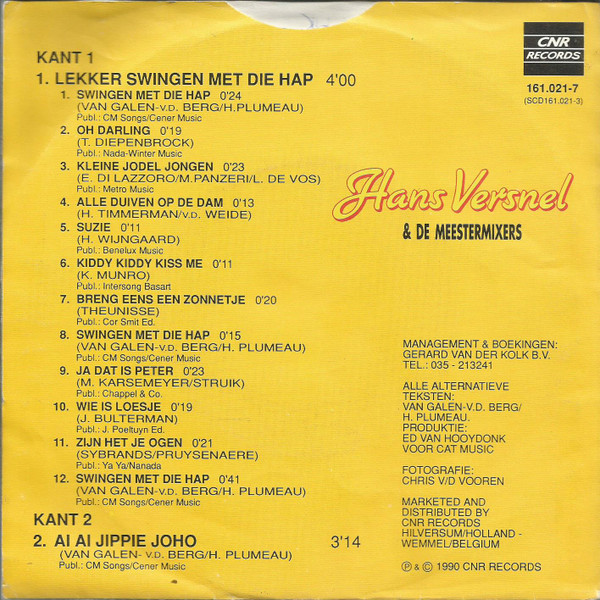 KANT 1
1. LEKKER SWINGEN MET DIE HAP 4'00
1. SWINGEN MET DIE HAP 0'24
(VAN GALEN-V.D. BERG/H.PLUMEAU)
Publ.: CM Songs/Cener Music
2. OH DARLING 0'19
(T. DIEPENBROCK)
Publ.: Nada-Winter Music
3. KLEINE JODEL JONGEN 0'23
(E. DI LAZZORO/M.PANZERI/L. DE VOS)
Publ.: Metro Music
4. ALLE DUIVEN OP DE DAM 0'13
(H. TIMMERMAN/V.D. WEIDE)
5. SUZIE 0'11
(H. WIJNGAARD)
Publ.: Benelux Music
6. KIDDY KIDDY KISS ME 0'11
(K. MUNRO)
Publ.: Intersong Basart
7. BRENG EENS EEN ZONNETJE 0'20
(THEUNISSE)
Publ.: Cor Smit Ed.
8. SWINGEN MET DIE HAP 0'15
(VAN GALEN-V.D. BERG/H. PLUMEAU)
Publ.: CM Songs/Cener Music
9. JA DAT IS PETER 0'23
(M. KARSEMEYER/STRUIK)
Publ.: Chappel & Co.
10. WIE IS LOESJE 0'19
(J. BULTERMAN)
Publ.: J. Poeltuyn Ed.
11. ZIJN HET JE OGEN 0'21
(SYBRANDS/PRUYSENAERE)
Publ.: Ya Ya/Nanada
12. SWINGEN MET DIE HAP 0'41
(VAN GALEN-V.D. BERG/H. PLUMEAU)
Publ.: CM Songs/Cener Music
KANT 2
2. AI AI JIPPIE JOHO 3'14
(VAN GALEN- V.D. BERG/H. PLUMEAU)
Publ.: CM Songs/Cener Music
CNR
RECORDS
161.021-7
(SCD161.021-3)
Hans Versnel
& DE MEESTERMIXERS
MANAGEMENT & BOEKINGEN:
GERARD VAN DER KOLK B.V.
TEL.: 035 - 213241
ALLE ALTERNATIEVE
TEKSTEN:
VAN GALEN-V.D. BERG/
H. PLUMEAU.
PRODUKTIE:
ED VAN HOOYDONK
VOOR CAT MUSIC
FOTOGRAFIE:
CHRIS V/D VOOREN
MARKETED AND
DISTRIBUTED BY
CNR RECORDS
HILVERSUM/HOLLAND -
WEMMEL/BELGIUM
℗ & © 1990 CNR RECORDS